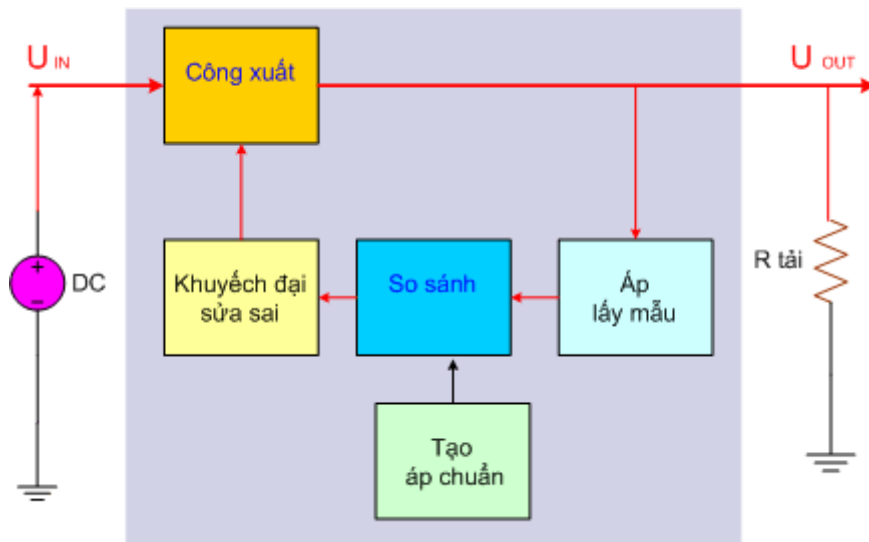 U IN
Công xuất
U OUT
+
DC
Khuyếch đại
sửa sai
So sánh
Áp
lấy mẫu
R tải
Tạo
áp chuẩn